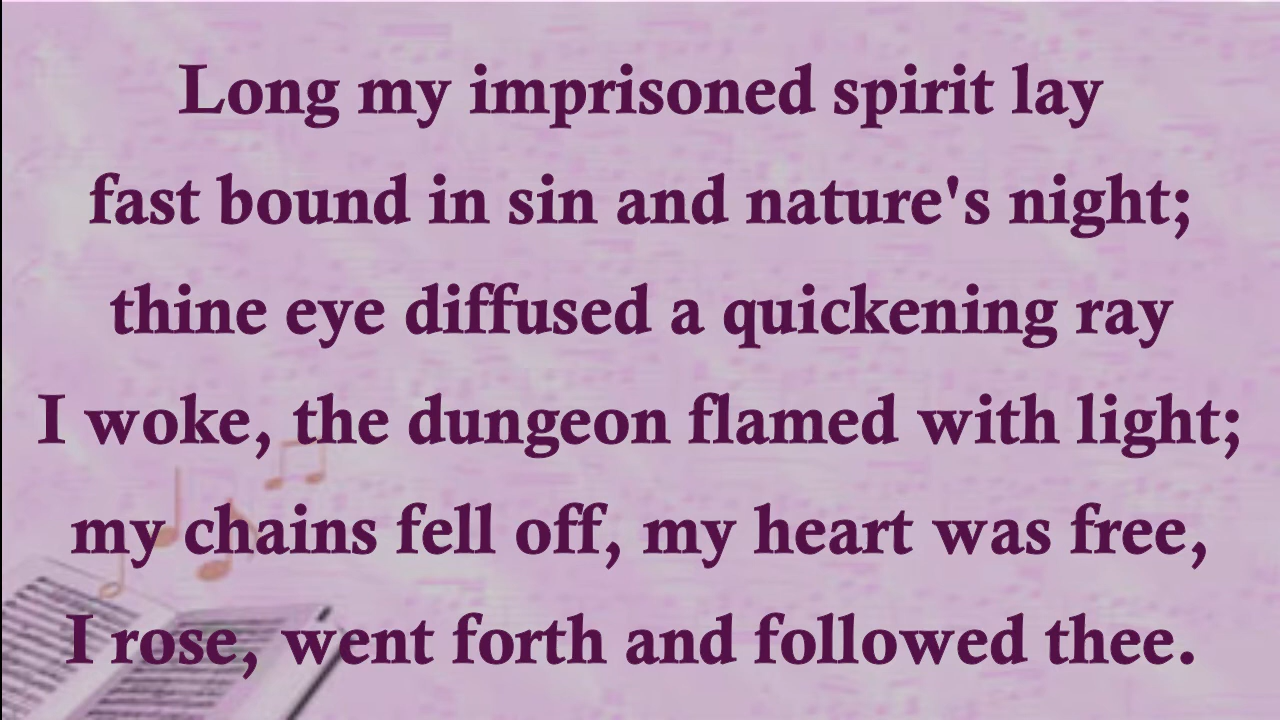 Long my imprisoned spirit lay
fast bound in sin and nature's night;
thine eye diffused a quickening ray
I woke, the dungeon flamed with light;
my chains fell off, my heart was free,
I rose, went forth and followed thee.